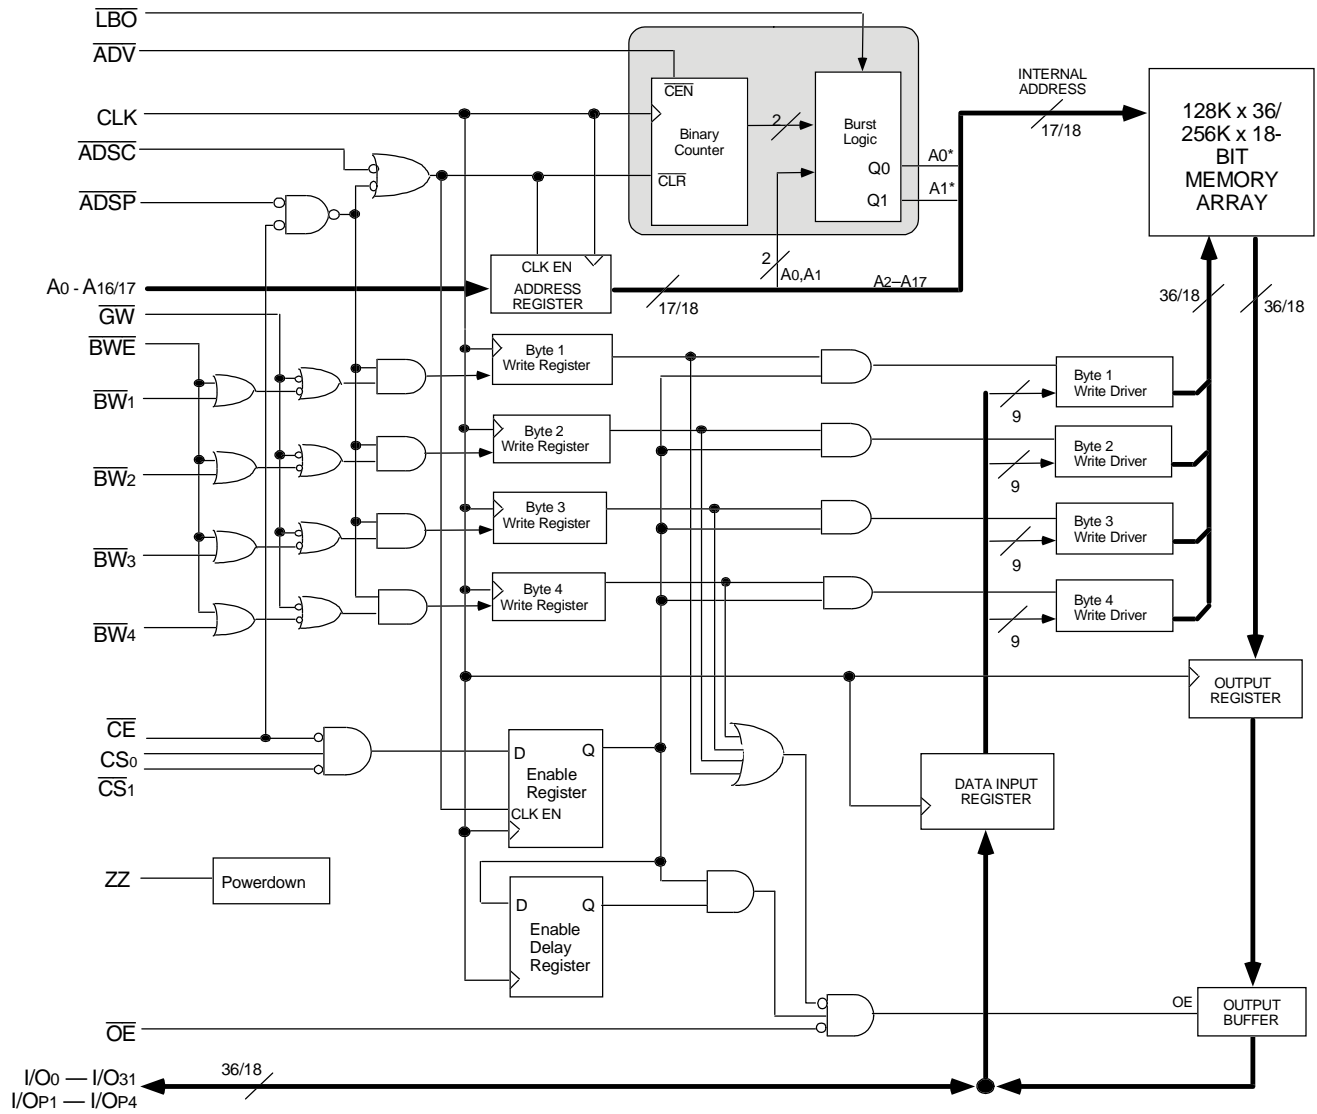 LBO
ADV
CLK
ADSC
ADSP
A0 - A16/17
GW
BWE
BW1
BW2
BW3
BW4
CE
CS0
CS1
ZZ
Powerdown
OE
I/O0 — I/O31
I/OP1 — I/OP4
36/18
CEN
Binary
Counter
CLR
2
Burst
Logic
Q0
Q1
A0*
A1*
2
A0,A1
A2–A17
INTERNAL
ADDRESS
17/18
128K x 36/
256K x 18-
BIT
MEMORY
ARRAY
CLK EN
ADDRESS
REGISTER
17/18
36/18
36/18
Byte 1
Write Register
Byte 2
Write Register
Byte 3
Write Register
Byte 4
Write Register
9
Byte 1
Write Driver
9
Byte 2
Write Driver
9
Byte 3
Write Driver
9
Byte 4
Write Driver
OUTPUT
REGISTER
D
Q
Enable
Register
CLK EN
DATA INPUT
REGISTER
D
Q
Enable
Delay
Register
OE
OUTPUT
BUFFER